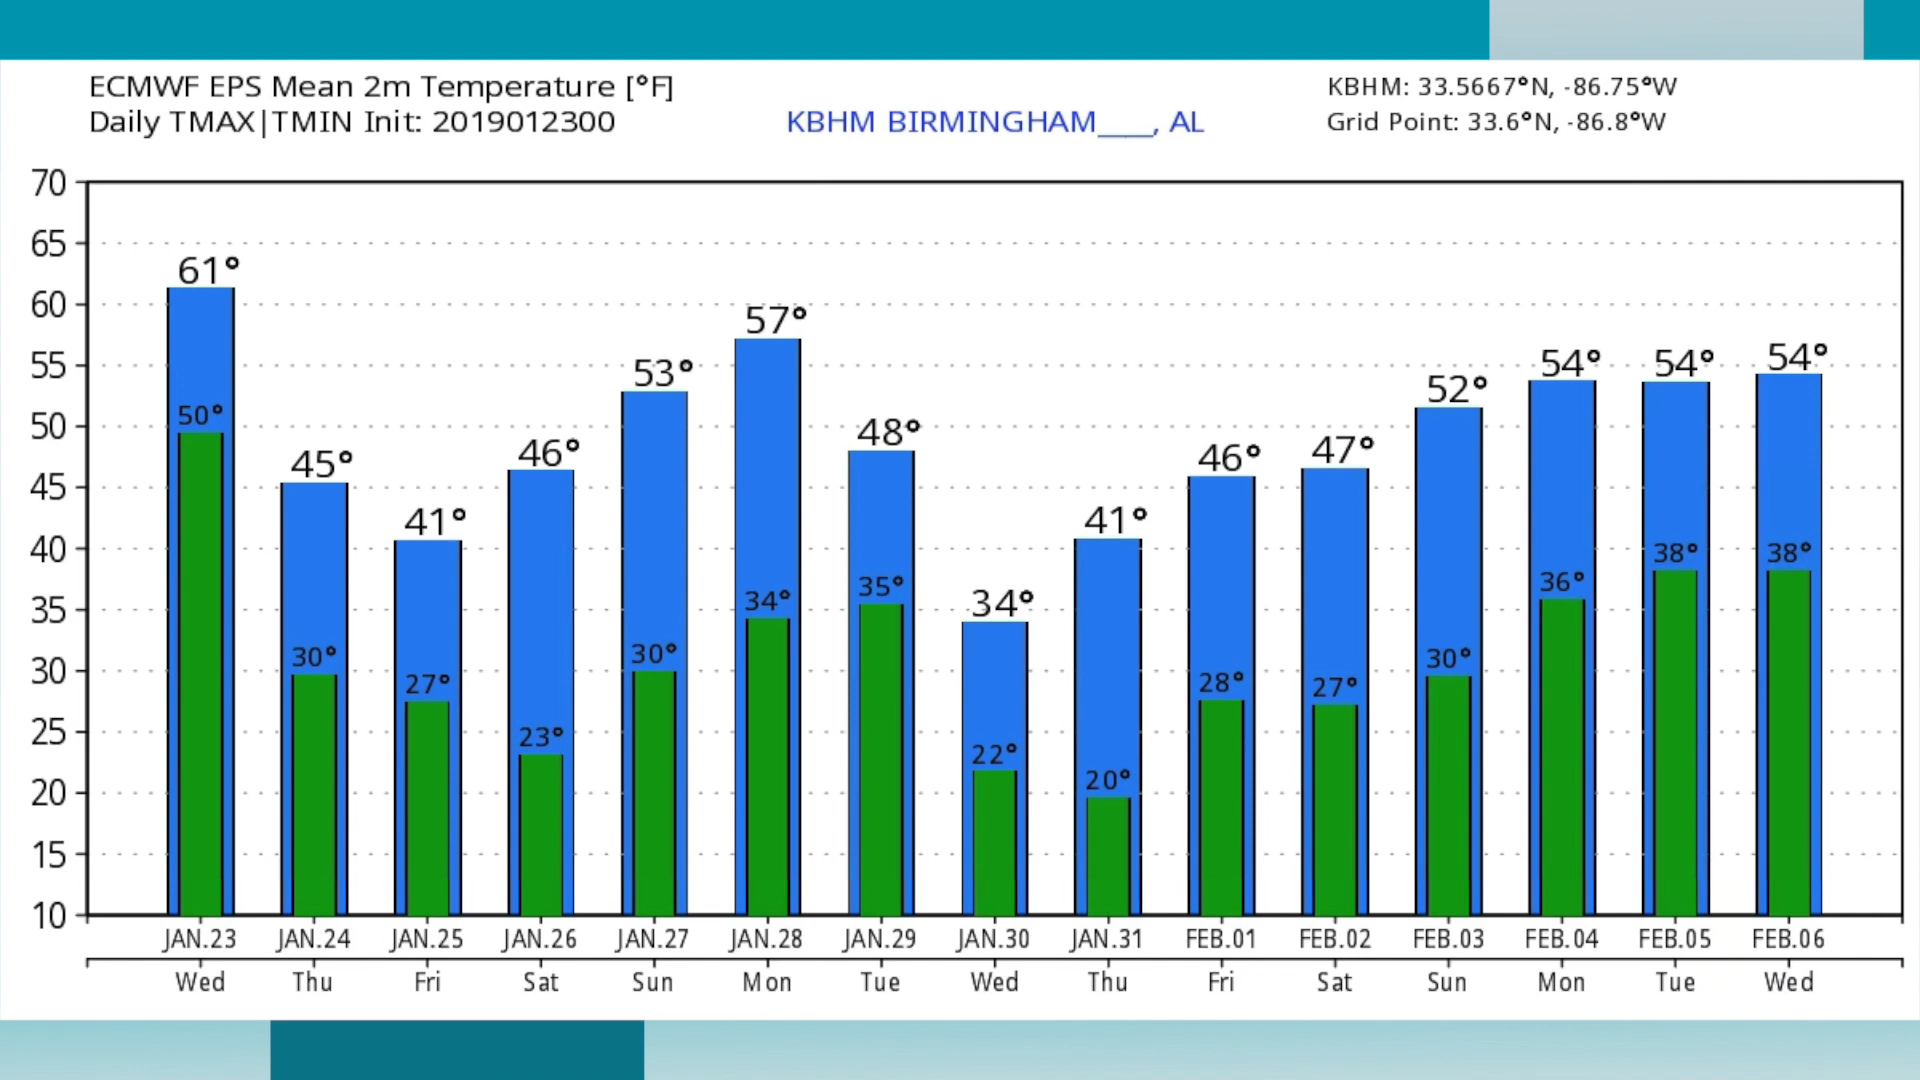 ECMWF EPS Mean 2m Temperature [°F]
Daily TMAX|TMIN Init: 2019012300
KBHM BIRMINGHAM____, AL
KBHM: 33.5667°N, -86.75°W
Grid Point: 33.6°N, -86.8°W
70
65
60
55
50
45
40
35
30
25
20
15
10
61° 45° 41° 46° 53° 57° 48° 34° 41° 46° 47° 52° 54° 54° 54°
50° 30° 27° 23° 30° 34° 35° 22° 20° 28° 27° 30° 36° 38° 38°
JAN.23 JAN.24 JAN.25 JAN.26 JAN.27 JAN.28 JAN.29 JAN.30 JAN.31 FEB.01 FEB.02 FEB.03 FEB.04 FEB.05 FEB.06
Wed Thu Fri Sat Sun Mon Tue Wed Thu Fri Sat Sun Mon Tue Wed